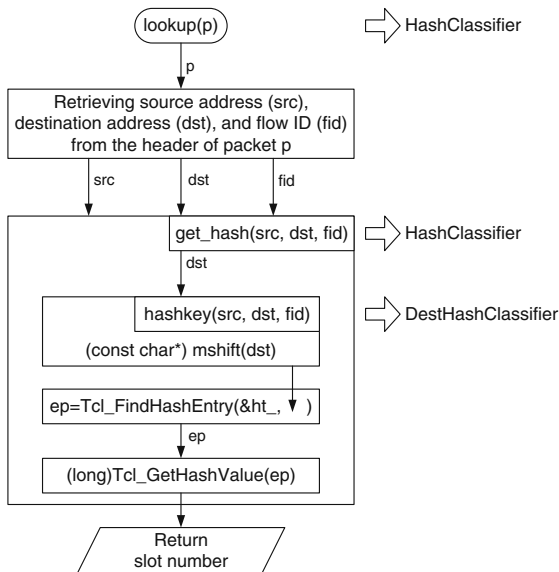 lookup(p)
HashClassifier
p
Retrieving source address (src),
destination address (dst), and flow ID (fid)
from the header of packet p
src
dst
fid
get_hash(src, dst, fid)
HashClassifier
dst
hashkey(src, dst, fid)
DestHashClassifier
(const char*) mshift(dst)
ep=Tcl_FindHashEntry(&ht_, )
ep
(long)Tcl_GetHashValue(ep)
Return
slot number